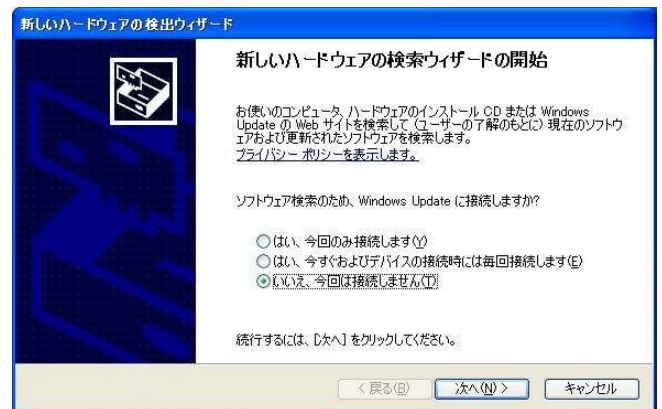 新しいハードウェアの検出ウィザード
新しいハードウェアの検索ウィザードの開始
お使いのコンピュータ、ハードウェアのインストール CD または Windows
Update の Web サイトを検索して (ユーザーの了解のもとに) 現在のソフトウ
ェアおよび更新されたソフトウェアを検索します。
プライバシー ポリシーを表示します。
ソフトウェア検索のため、Windows Update に接続しますか?
はい、今回のみ接続します(Y)
はい、今すぐおよびデバイスの接続時には毎回接続します(E)
いいえ、今回は接続しません(T)
続行するには、[次へ] をクリックしてください。
< 戻る(B) 次へ(N) > キャンセル